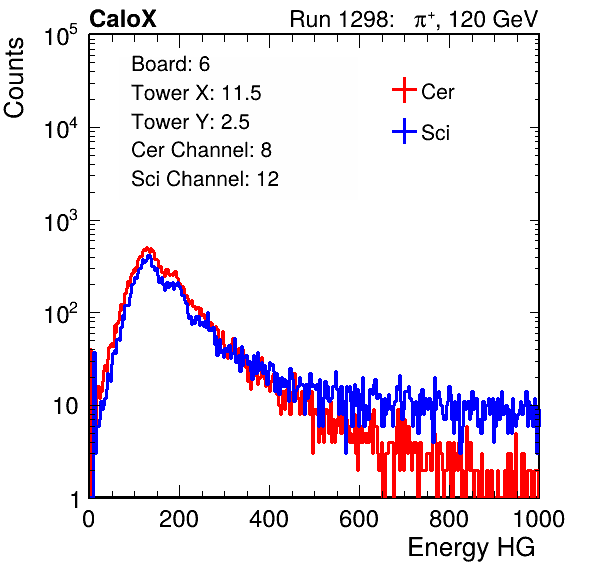 CaloX Run 1298: π⁺, 120 GeV
Counts
10⁵
10⁴
10³
10²
10
1
Board: 6
Tower X: 11.5
Tower Y: 2.5
Cer Channel: 8
Sci Channel: 12
Cer
Sci
0 200 400 600 800 1000
Energy HG